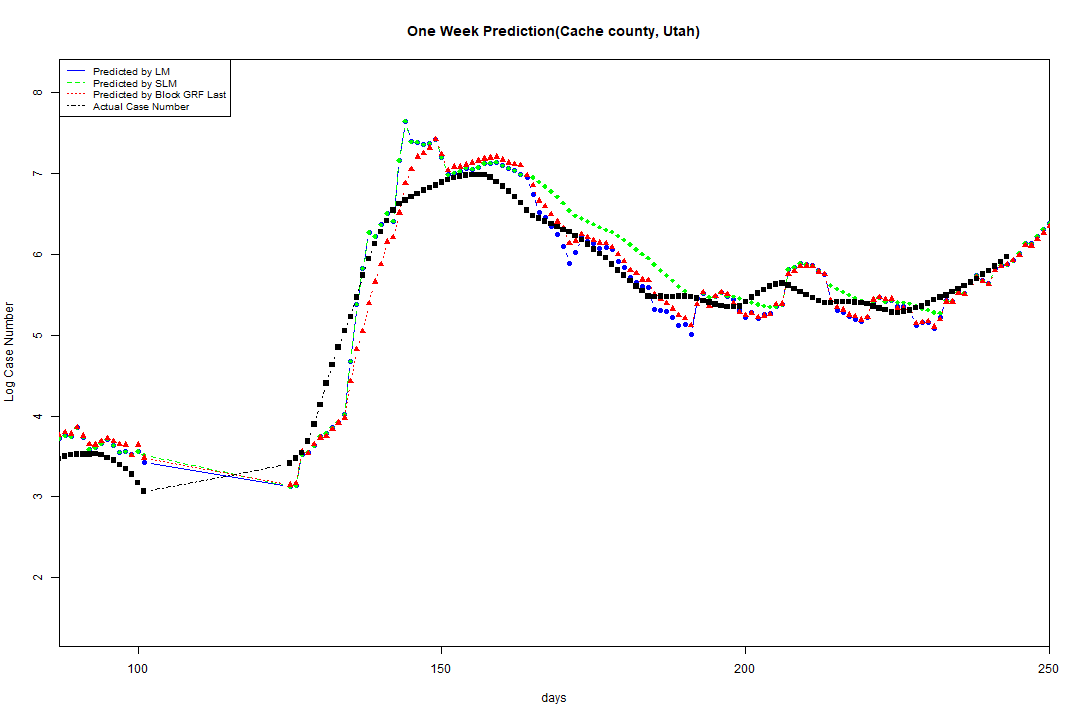 One Week Prediction(Cache county, Utah)
Predicted by LM
Predicted by SLM
Predicted by Block GRF Last
Actual Case Number
8
7
6
5
4
3
2
Log Case Number
100 150 200 250
days